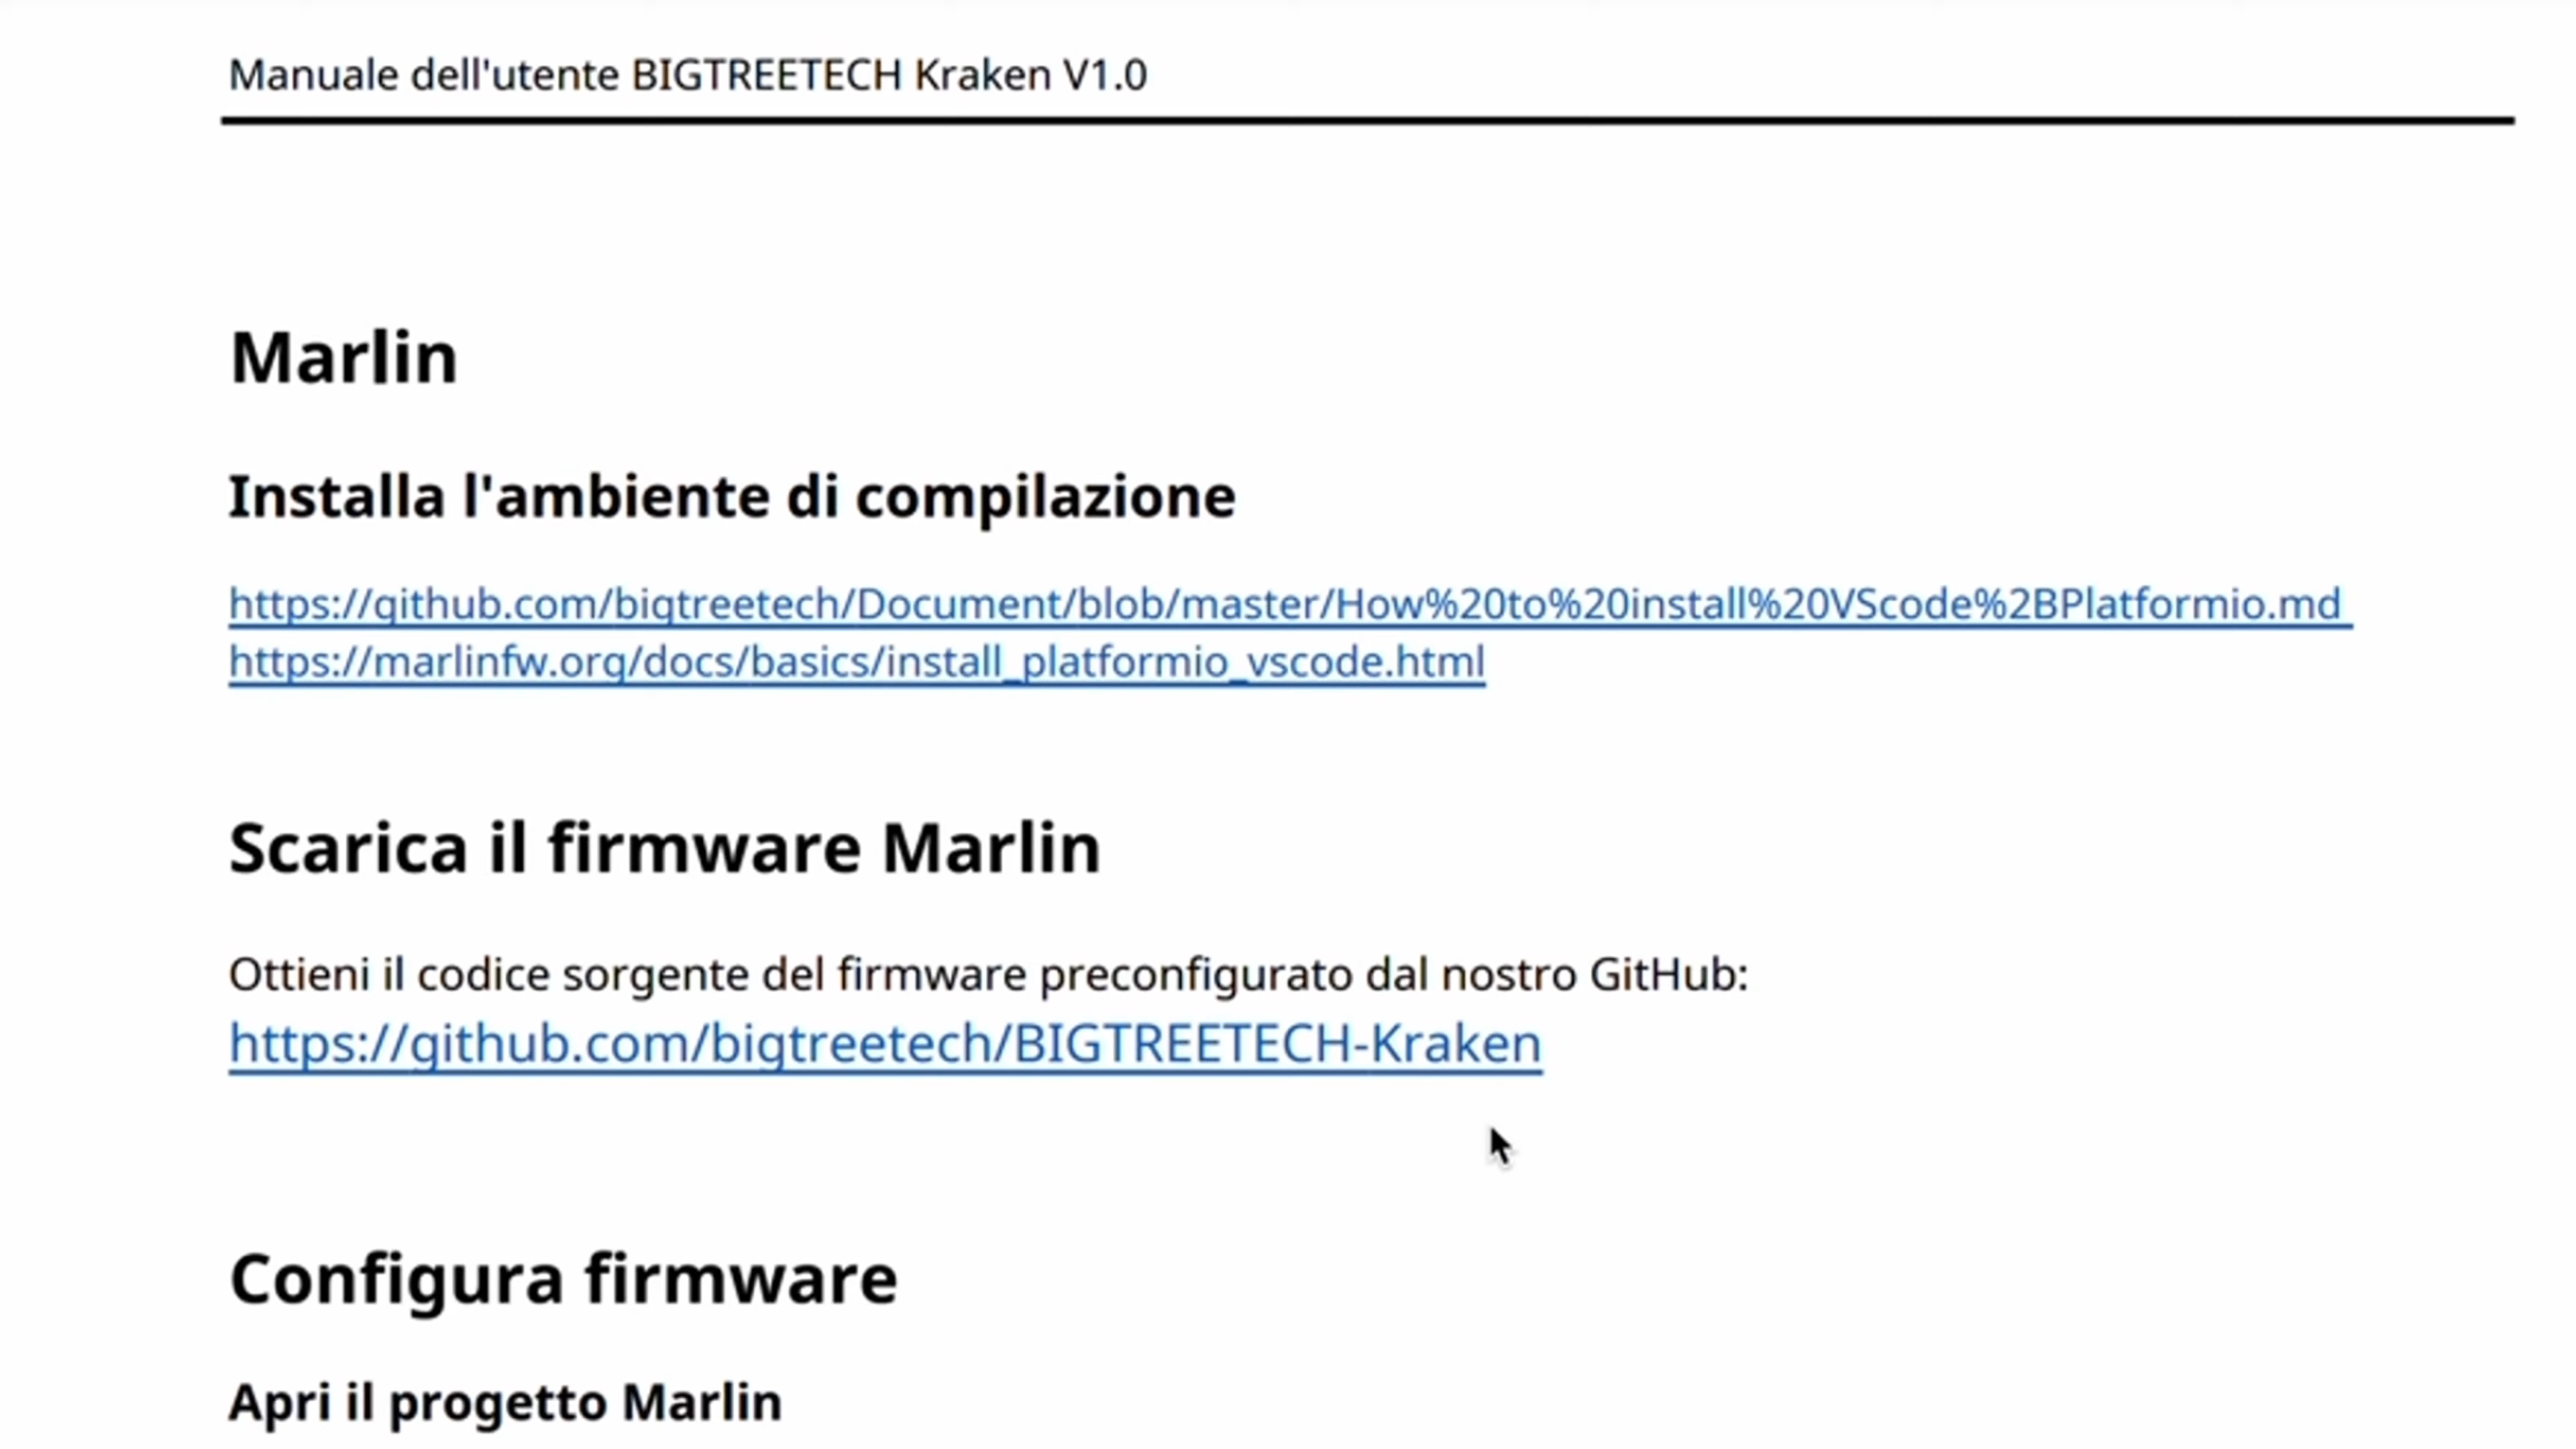 Manuale dell'utente BIGTREETECH Kraken V1.0
Marlin
Installa l'ambiente di compilazione
https://github.com/bigtreetech/Document/blob/master/How%20to%20install%20VScode%2BPlatformio.md
https://marlinfw.org/docs/basics/install_platformio_vscode.html
Scarica il firmware Marlin
Ottieni il codice sorgente del firmware preconfigurato dal nostro GitHub:
https://github.com/bigtreetech/BIGTREETECH-Kraken
Configura firmware
Apri il progetto Marlin